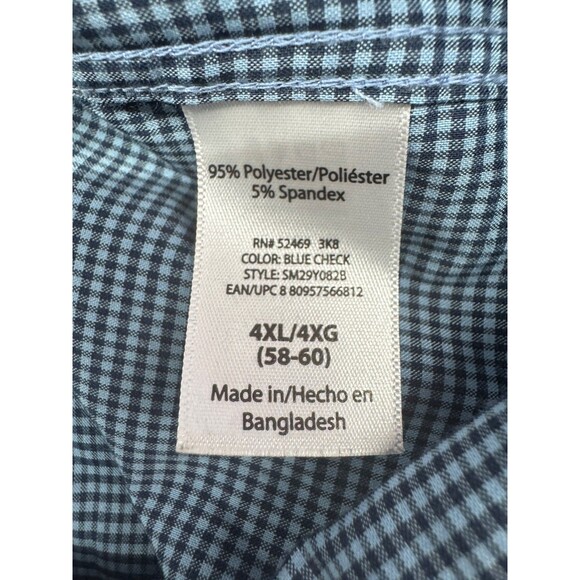 95% Polyester/Poliéster
5% Spandex
RN# 52469 3K8
COLOR: BLUE CHECK
STYLE: SM29Y082B
EAN/UPC 8 80957566812
4XL/4XG
(58-60)
Made in/Hecho en
Bangladesh